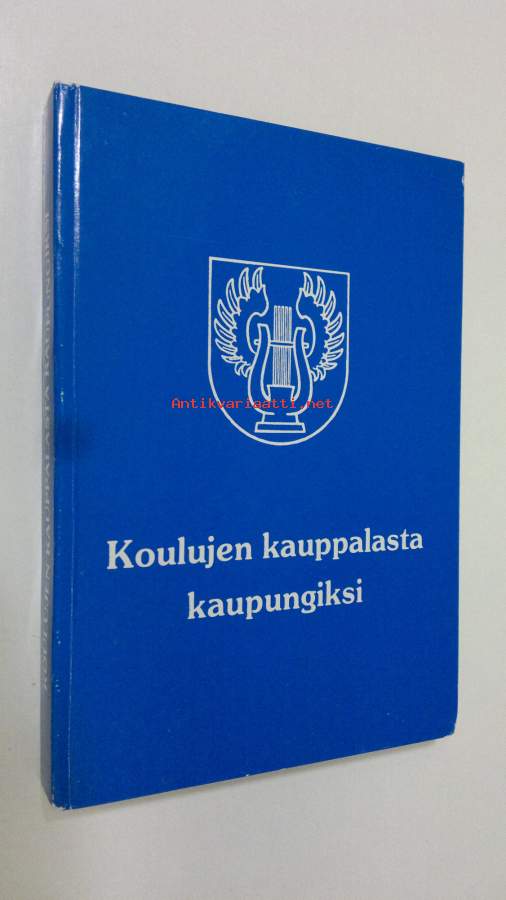 Koulujen kauppalasta
kaupungiksi
KOULUJEN KAUPPALASTA KAUPUNGIKSI
Antikvariaatti.net